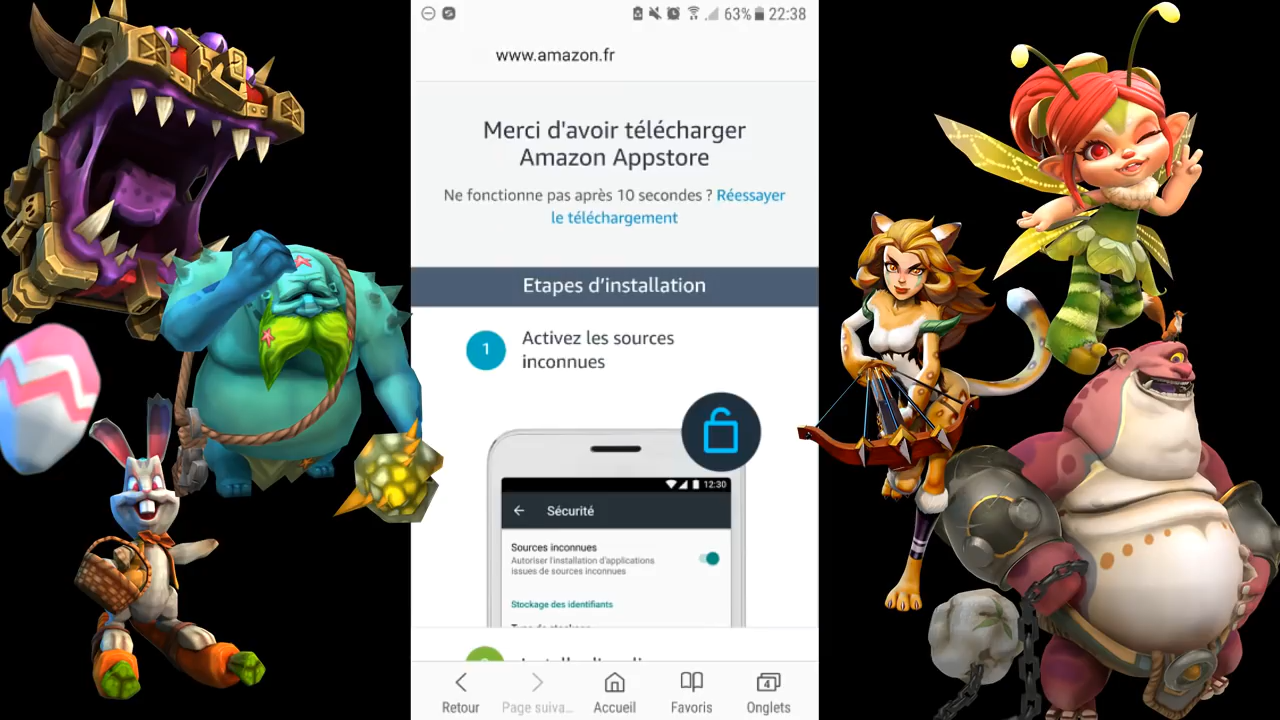 63% 22:38
www.amazon.fr
Merci d'avoir télécharger
Amazon Appstore
Ne fonctionne pas après 10 secondes ? Réessayer
le téléchargement
Etapes d'installation
1
Activez les sources
inconnues
12:30
Sécurité
Sources inconnues
Autoriser l'installation d'applications
issues de sources inconnues
Stockage des identifiants
4
Retour Page suiva... Accueil Favoris Onglets